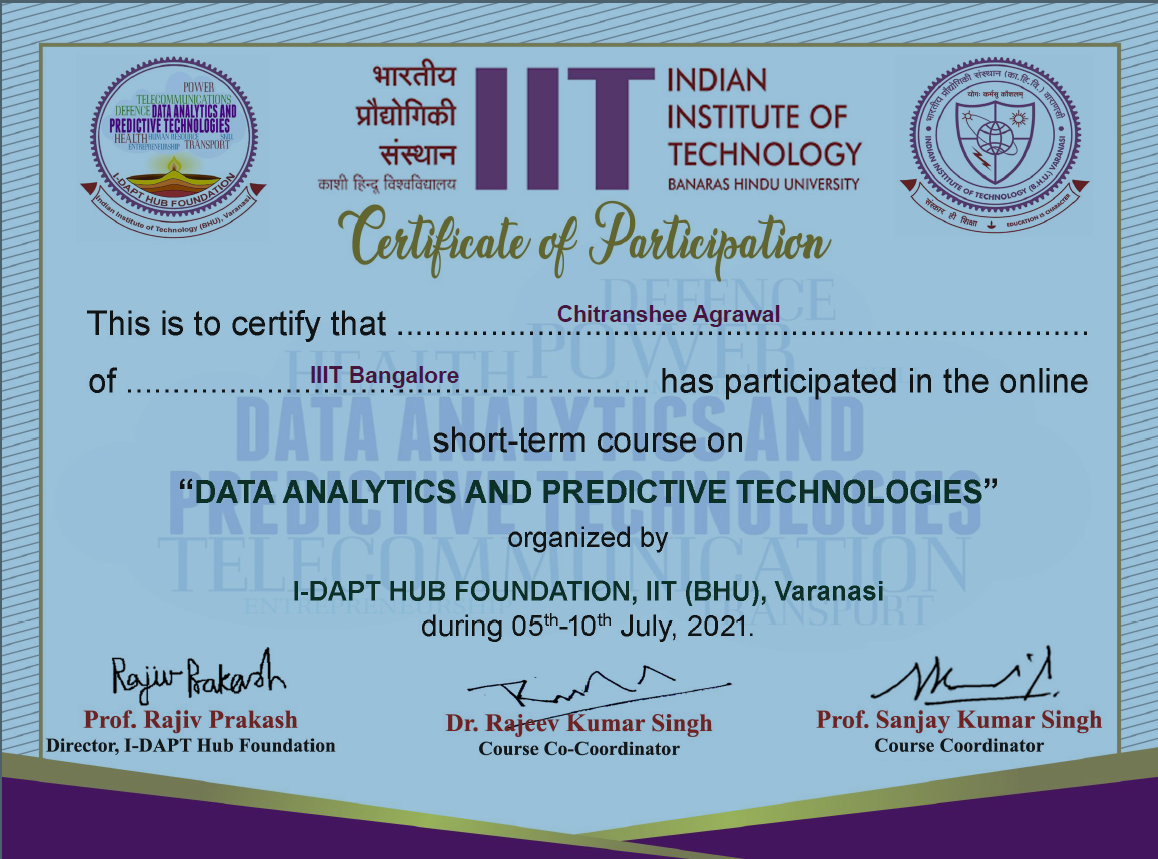 POWER
TELECOMMUNICATIONS
DEFENCE DATA ANALYTICS AND
PREDICTIVE TECHNOLOGIES
HEALTH HUMAN RESOURCE SKILL
ENTREPRENEURSHIP TRANSPORT
I-DAPT HUB FOUNDATION
Indian Institute of Technology (BHU), Varanasi
भारतीय
प्रौद्योगिकी
संस्थान
काशी हिन्दू विश्वविद्यालय
IIT
INDIAN
INSTITUTE OF
TECHNOLOGY
BANARAS HINDU UNIVERSITY
भारतीय प्रौद्योगिकी संस्थान (का.हि.वि.) वाराणसी
योगः कर्मसु कौशलम्
INDIAN INSTITUTE OF TECHNOLOGY (B.H.U.) VARANASI
संस्कार ही शिक्षा EDUCATION IS CHARACTER
Certificate of Participation
DEFENCE
POWER
HEALTH
DATA ANALYTICS AND
PREDICTIVE TECHNOLOGIES
TELECOMMUNICATION
ENTREPRENEURSHIP
TRANSPORT
This is to certify that Chitranshee Agrawal
of IIIT Bangalore has participated in the online
short-term course on
“DATA ANALYTICS AND PREDICTIVE TECHNOLOGIES”
organized by
I-DAPT HUB FOUNDATION, IIT (BHU), Varanasi
during 05th-10th July, 2021.
Rajiv Prakash
Prof. Rajiv Prakash
Director, I-DAPT Hub Foundation
Dr. Rajeev Kumar Singh
Course Co-Coordinator
Prof. Sanjay Kumar Singh
Course Coordinator